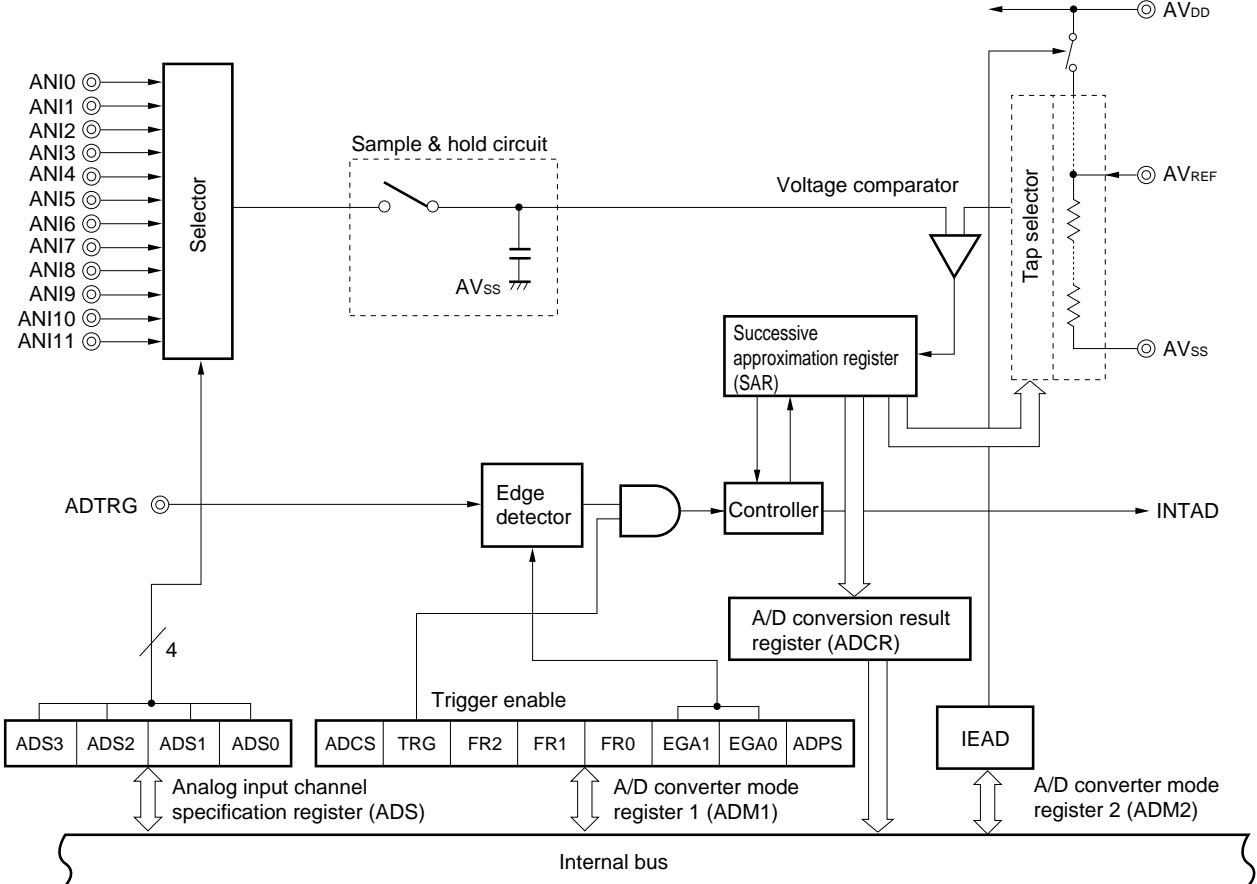 AVDD
ANI0
ANI1
ANI2
ANI3
ANI4
ANI5
ANI6
ANI7
ANI8
ANI9
ANI10
ANI11
Selector
Sample & hold circuit
AVSS
Voltage comparator
Tap selector
AVREF
AVSS
Successive
approximation register
(SAR)
ADTRG
Edge
detector
Controller
INTAD
A/D conversion result
register (ADCR)
4
Trigger enable
ADS3 ADS2 ADS1 ADS0
ADCS TRG FR2 FR1 FR0 EGA1 EGA0 ADPS
IEAD
Analog input channel
specification register (ADS)
A/D converter mode
register 1 (ADM1)
A/D converter mode
register 2 (ADM2)
Internal bus